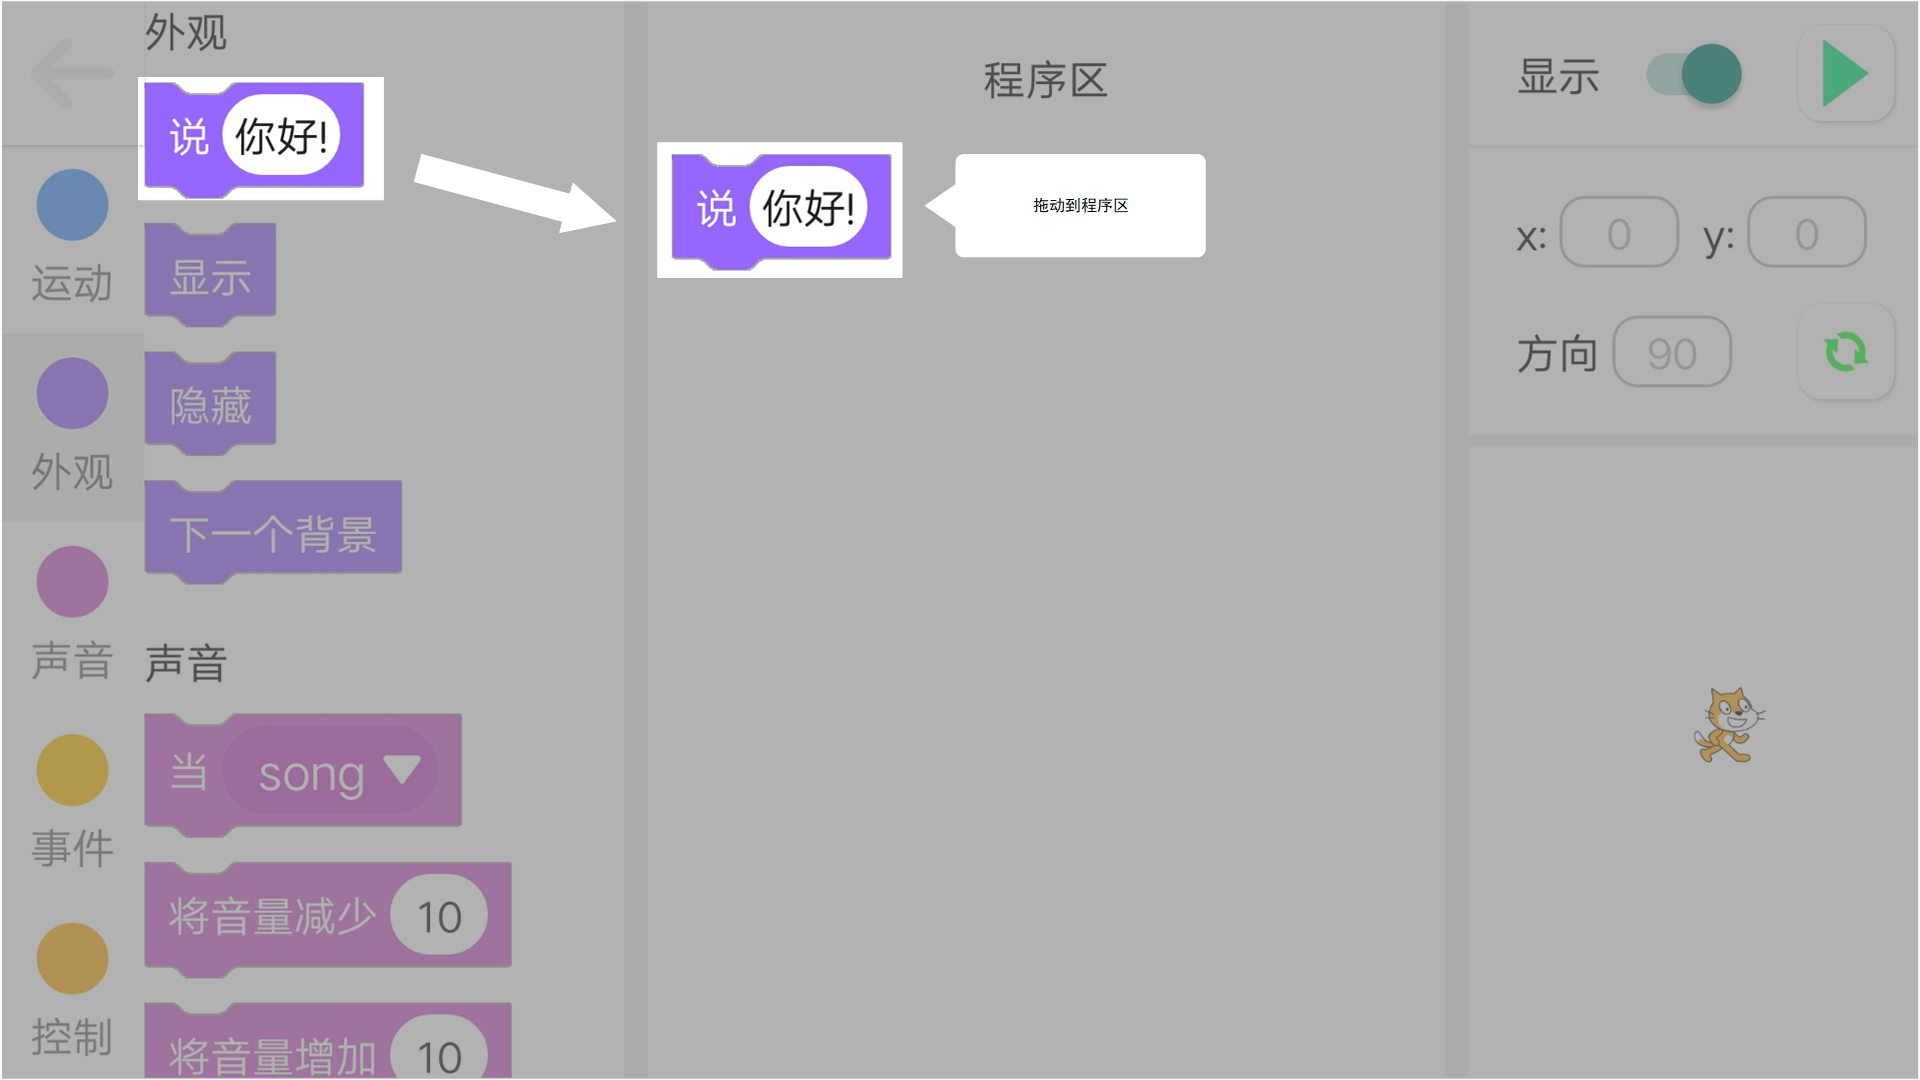 外观
说 你好!
显示
隐藏
下一个背景
声音
当 song
将音量减少 10
将音量增加 10
运动
外观
声音
事件
控制
程序区
说 你好!
拖动到程序区
显示
x: 0 y: 0
方向 90